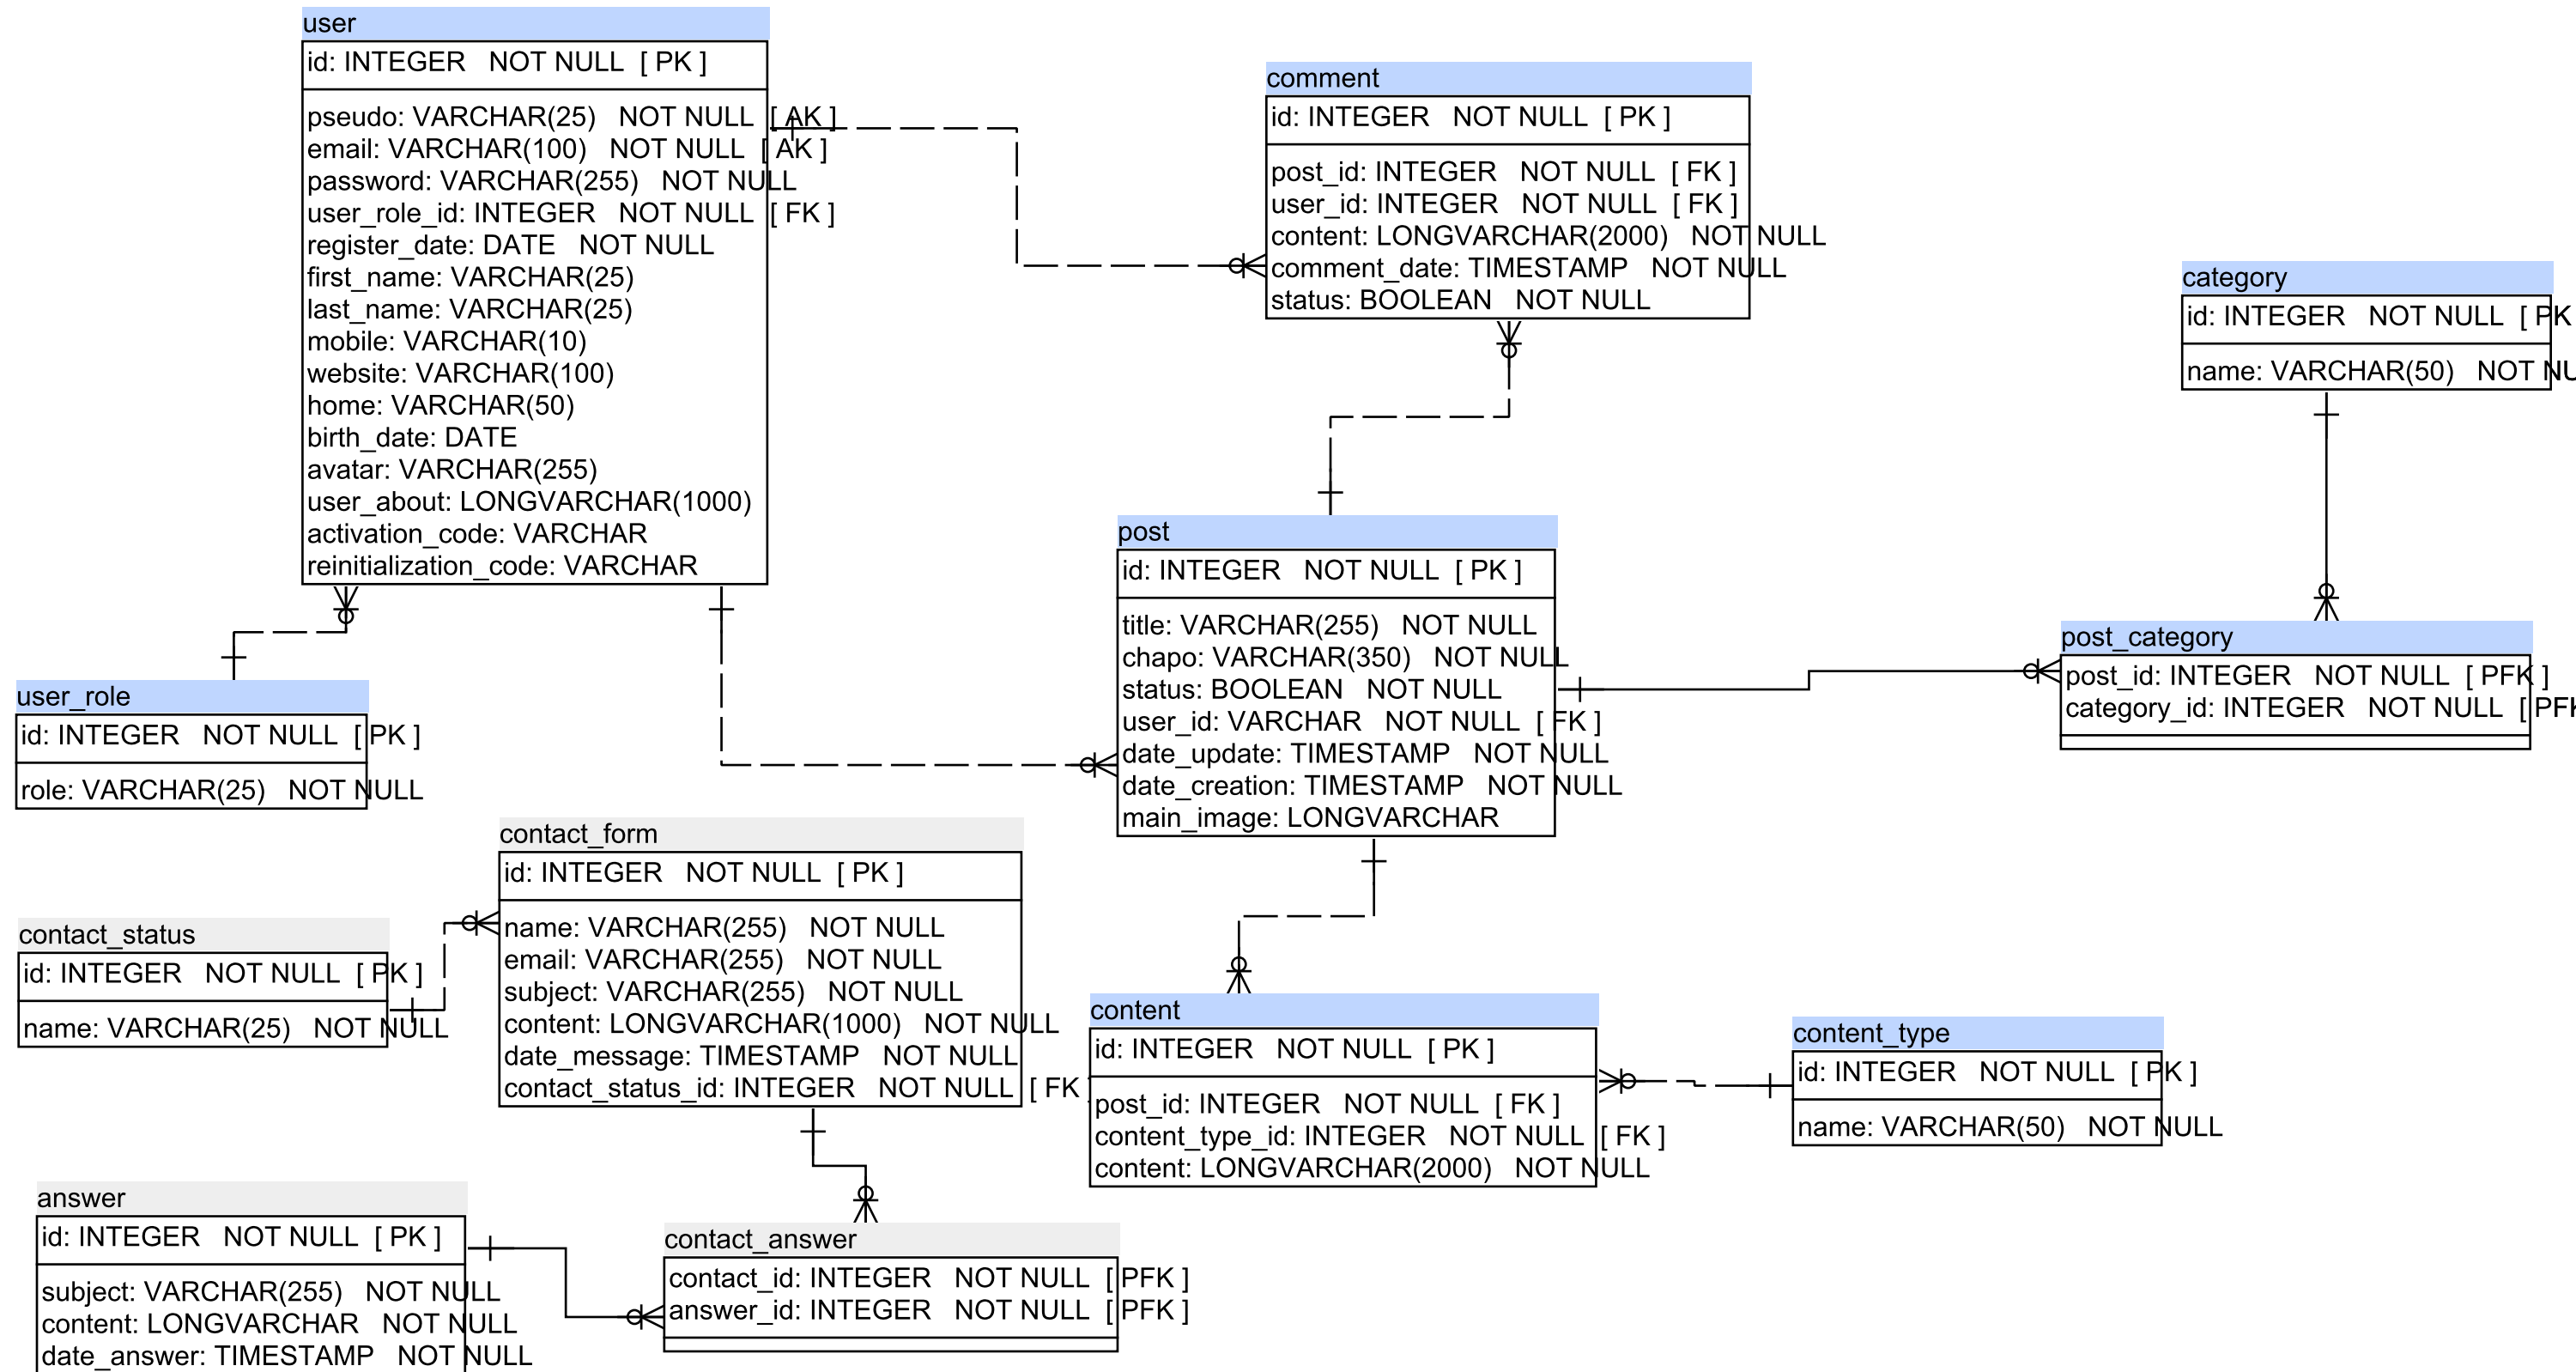 user
id: INTEGER NOT NULL [ PK ]
pseudo: VARCHAR(25) NOT NULL [ AK ]
email: VARCHAR(100) NOT NULL [ AK ]
password: VARCHAR(255) NOT NULL
user_role_id: INTEGER NOT NULL [ FK ]
register_date: DATE NOT NULL
first_name: VARCHAR(25)
last_name: VARCHAR(25)
mobile: VARCHAR(10)
website: VARCHAR(100)
home: VARCHAR(50)
birth_date: DATE
avatar: VARCHAR(255)
user_about: LONGVARCHAR(1000)
activation_code: VARCHAR
reinitialization_code: VARCHAR
comment
id: INTEGER NOT NULL [ PK ]
post_id: INTEGER NOT NULL [ FK ]
user_id: INTEGER NOT NULL [ FK ]
content: LONGVARCHAR(2000) NOT NULL
comment_date: TIMESTAMP NOT NULL
status: BOOLEAN NOT NULL
category
id: INTEGER NOT NULL [ PK
name: VARCHAR(50) NOT NU
post
id: INTEGER NOT NULL [ PK ]
title: VARCHAR(255) NOT NULL
chapo: VARCHAR(350) NOT NULL
status: BOOLEAN NOT NULL
user_id: VARCHAR NOT NULL [ FK ]
date_update: TIMESTAMP NOT NULL
date_creation: TIMESTAMP NOT NULL
main_image: LONGVARCHAR
post_category
post_id: INTEGER NOT NULL [ PFK ]
category_id: INTEGER NOT NULL [ PFK
user_role
id: INTEGER NOT NULL [ PK ]
role: VARCHAR(25) NOT NULL
contact_form
id: INTEGER NOT NULL [ PK ]
name: VARCHAR(255) NOT NULL
email: VARCHAR(255) NOT NULL
subject: VARCHAR(255) NOT NULL
content: LONGVARCHAR(1000) NOT NULL
date_message: TIMESTAMP NOT NULL
contact_status_id: INTEGER NOT NULL [ FK ]
contact_status
id: INTEGER NOT NULL [ PK ]
name: VARCHAR(25) NOT NULL
content
id: INTEGER NOT NULL [ PK ]
post_id: INTEGER NOT NULL [ FK ]
content_type_id: INTEGER NOT NULL [ FK ]
content: LONGVARCHAR(2000) NOT NULL
content_type
id: INTEGER NOT NULL [ PK ]
name: VARCHAR(50) NOT NULL
answer
id: INTEGER NOT NULL [ PK ]
subject: VARCHAR(255) NOT NULL
content: LONGVARCHAR NOT NULL
date_answer: TIMESTAMP NOT NULL
contact_answer
contact_id: INTEGER NOT NULL [ PFK ]
answer_id: INTEGER NOT NULL [ PFK ]